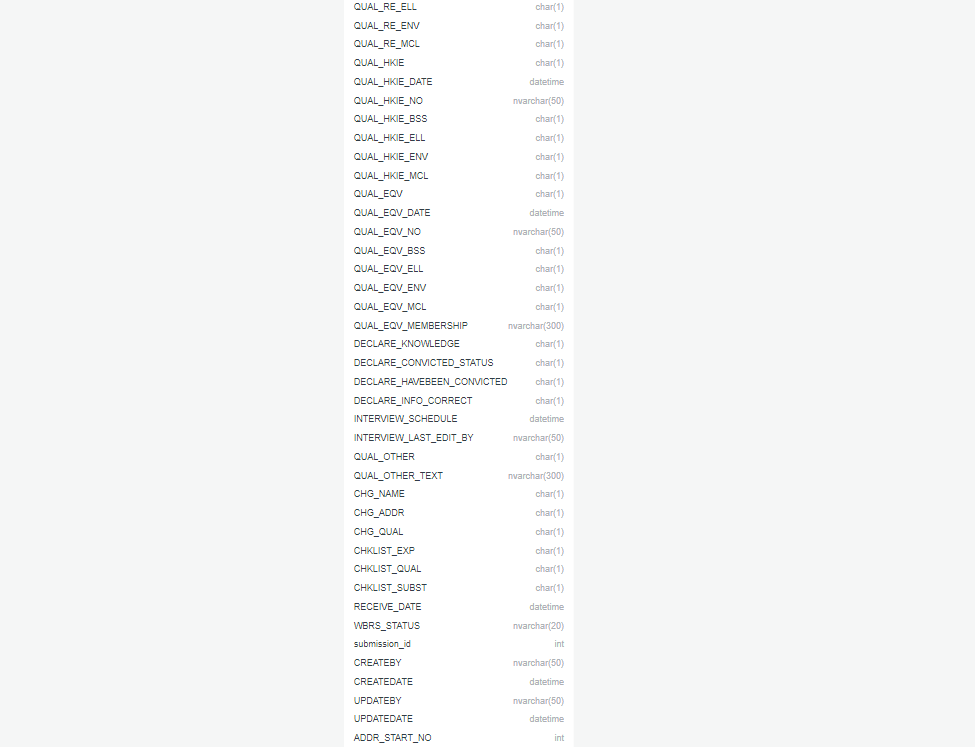 QUAL_RE_ELL char(1)
QUAL_RE_ENV char(1)
QUAL_RE_MCL char(1)
QUAL_HKIE char(1)
QUAL_HKIE_DATE datetime
QUAL_HKIE_NO nvarchar(50)
QUAL_HKIE_BSS char(1)
QUAL_HKIE_ELL char(1)
QUAL_HKIE_ENV char(1)
QUAL_HKIE_MCL char(1)
QUAL_EQV char(1)
QUAL_EQV_DATE datetime
QUAL_EQV_NO nvarchar(50)
QUAL_EQV_BSS char(1)
QUAL_EQV_ELL char(1)
QUAL_EQV_ENV char(1)
QUAL_EQV_MCL char(1)
QUAL_EQV_MEMBERSHIP nvarchar(300)
DECLARE_KNOWLEDGE char(1)
DECLARE_CONVICTED_STATUS char(1)
DECLARE_HAVEBEEN_CONVICTED char(1)
DECLARE_INFO_CORRECT char(1)
INTERVIEW_SCHEDULE datetime
INTERVIEW_LAST_EDIT_BY nvarchar(50)
QUAL_OTHER char(1)
QUAL_OTHER_TEXT nvarchar(300)
CHG_NAME char(1)
CHG_ADDR char(1)
CHG_QUAL char(1)
CHKLIST_EXP char(1)
CHKLIST_QUAL char(1)
CHKLIST_SUBST char(1)
RECEIVE_DATE datetime
WBRS_STATUS nvarchar(20)
submission_id int
CREATEBY nvarchar(50)
CREATEDATE datetime
UPDATEBY nvarchar(50)
UPDATEDATE datetime
ADDR_START_NO int